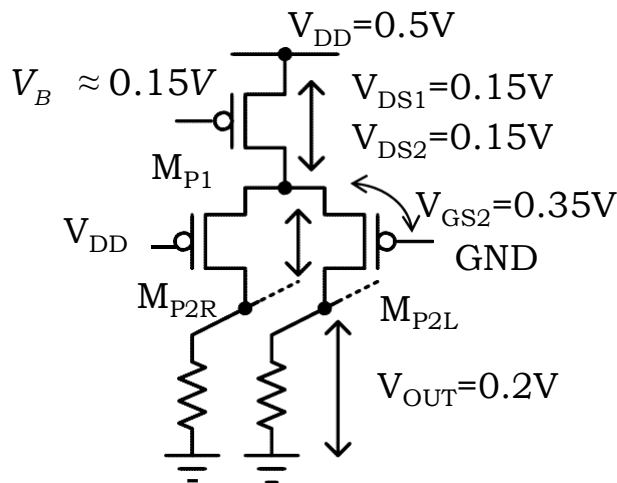 V_DD=0.5V
V_B ≈0.15V
V_DS1=0.15V
V_DS2=0.15V
M_P1
V_GS2=0.35V
V_DD
GND
M_P2R
M_P2L
V_OUT=0.2V